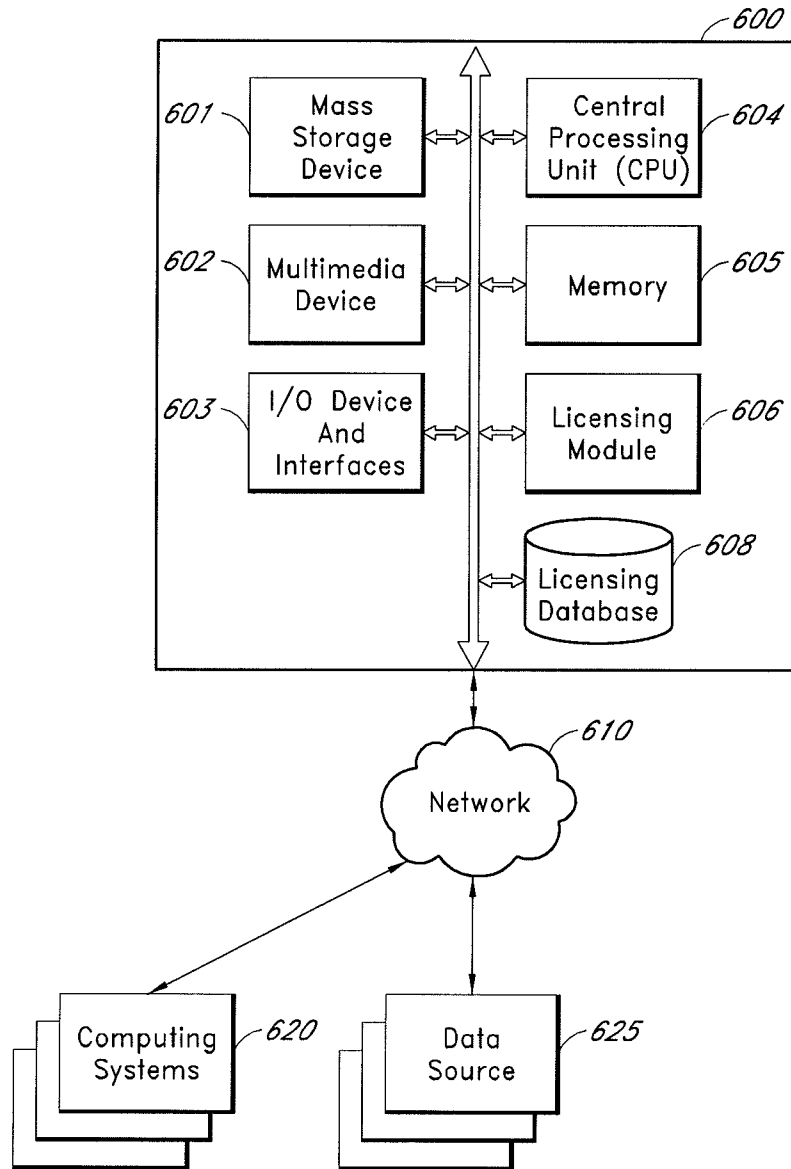 600
601
Mass
Storage
Device
Central
Processing
Unit (CPU)
604
602
Multimedia
Device
Memory
605
603
I/O Device
And
Interfaces
Licensing
Module
606
Licensing
Database
608
610
Network
Computing
Systems
620
Data
Source
625